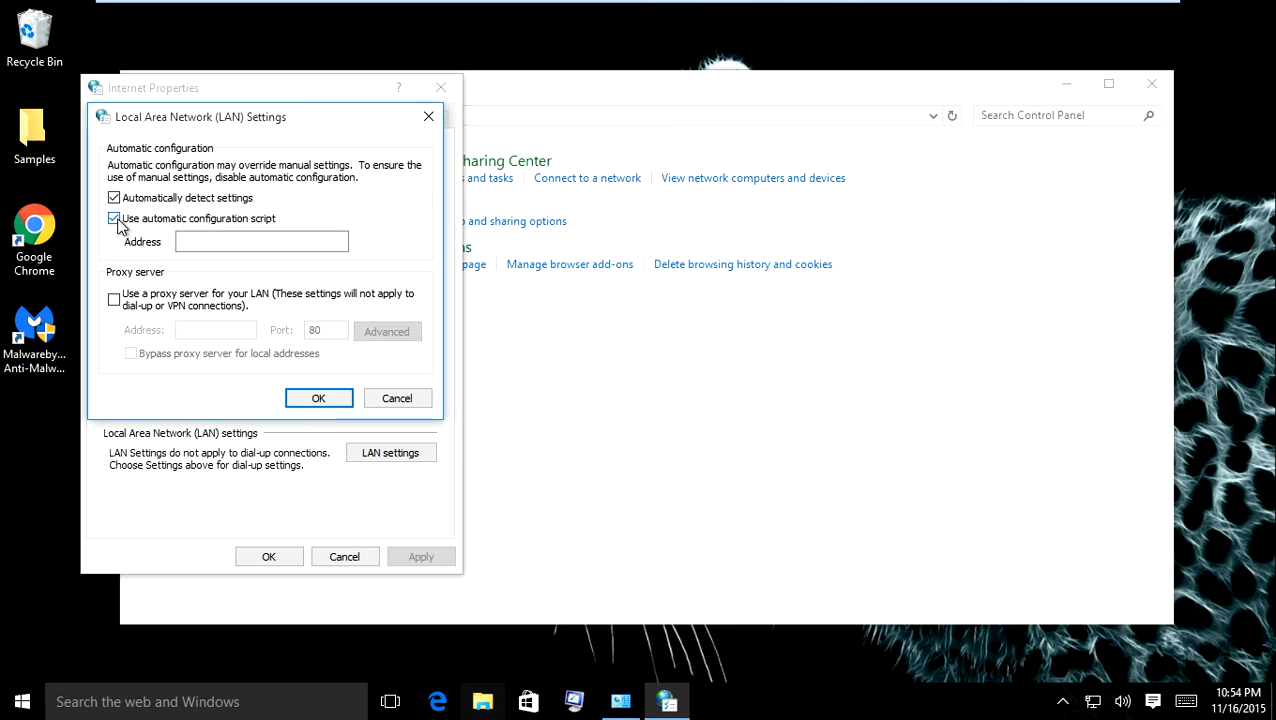 Recycle Bin
Samples
Google
Chrome
Malwareby...
Anti-Malw...
Internet Properties
?
Local Area Network (LAN) Settings
Automatic configuration
Automatic configuration may override manual settings. To ensure the
use of manual settings, disable automatic configuration.
Automatically detect settings
Use automatic configuration script
Address
Proxy server
Use a proxy server for your LAN (These settings will not apply to
dial-up or VPN connections).
Address:
Port:
80
Advanced
Bypass proxy server for local addresses
OK
Cancel
Local Area Network (LAN) settings
LAN Settings do not apply to dial-up connections.
Choose Settings above for dial-up settings.
LAN settings
OK
Cancel
Apply
Search Control Panel
haring Center
s and tasks
Connect to a network
View network computers and devices
p and sharing options
ns
page
Manage browser add-ons
Delete browsing history and cookies
Search the web and Windows
10:54 PM
11/16/2015